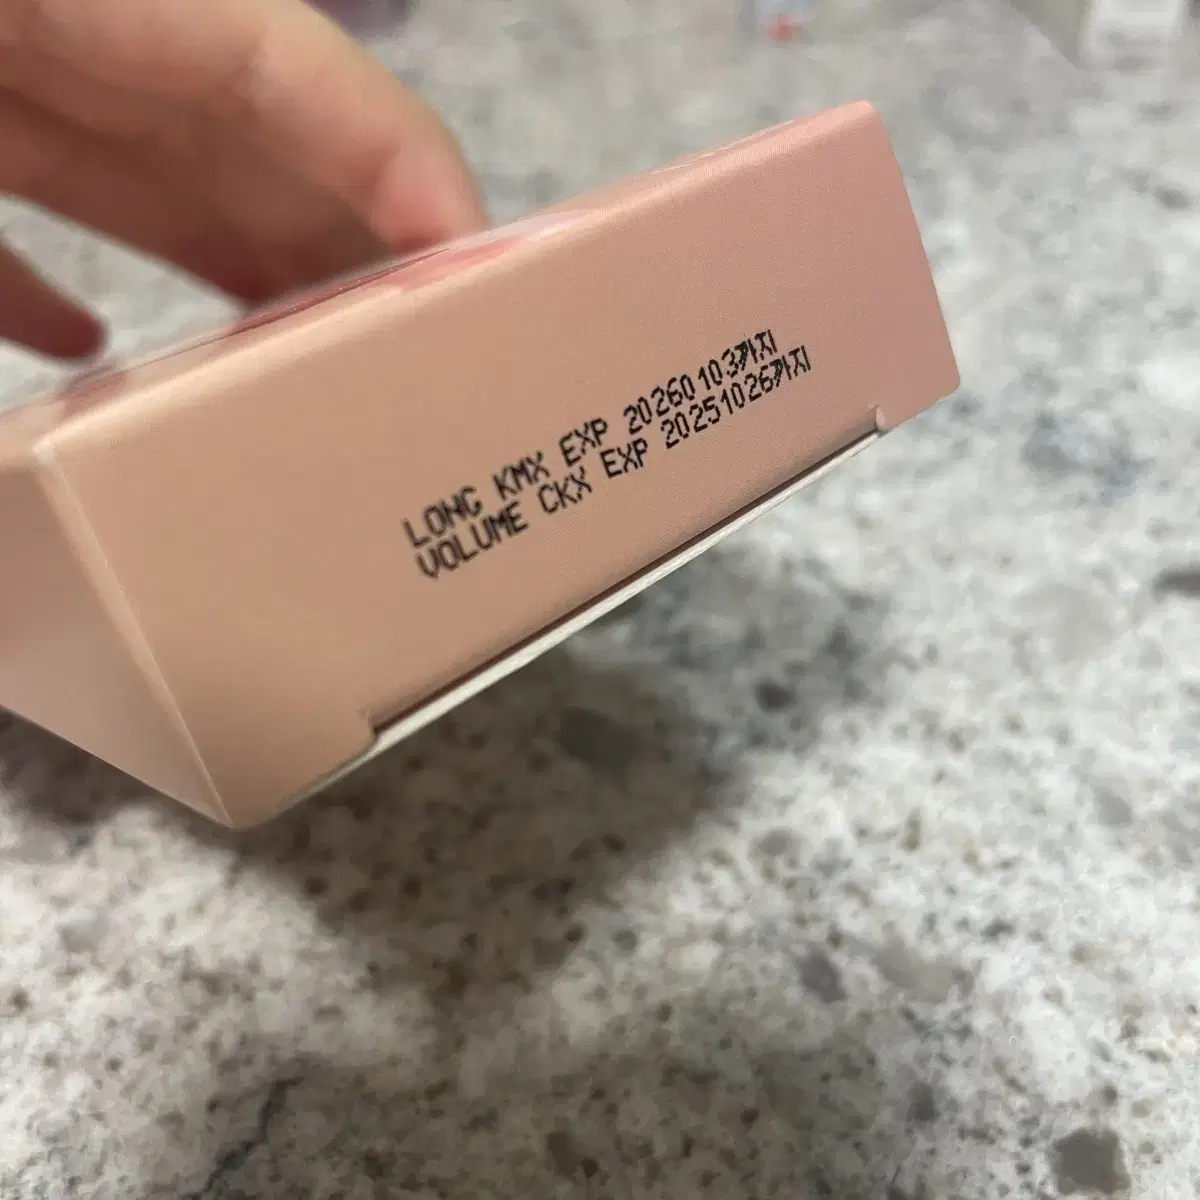 LONG KMX EXP 20260103까지
VOLUME CKX EXP 20251026까지